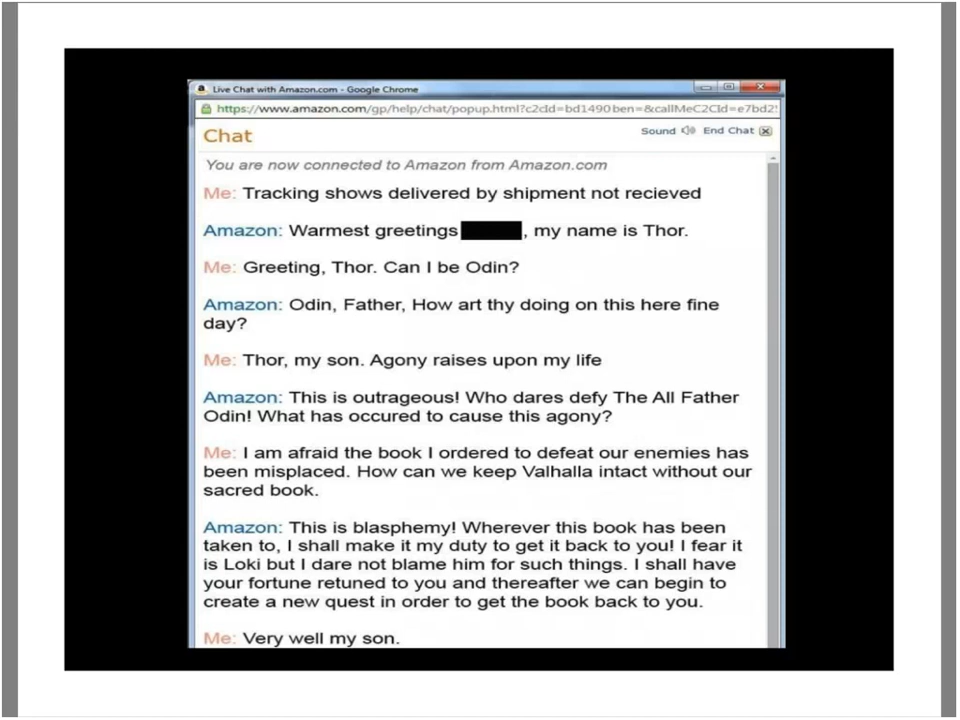 Live Chat with Amazon.com - Google Chrome
https://www.amazon.com/gp/help/chat/popup.html?c2cId=bd1490ben=&callMeC2CId=e7bd2
Chat
Sound End Chat
You are now connected to Amazon from Amazon.com
Me: Tracking shows delivered by shipment not recieved
Amazon: Warmest greetings , my name is Thor.
Me: Greeting, Thor. Can I be Odin?
Amazon: Odin, Father, How art thy doing on this here fine
day?
Me: Thor, my son. Agony raises upon my life
Amazon: This is outrageous! Who dares defy The All Father
Odin! What has occured to cause this agony?
Me: I am afraid the book I ordered to defeat our enemies has
been misplaced. How can we keep Valhalla intact without our
sacred book.
Amazon: This is blasphemy! Wherever this book has been
taken to, I shall make it my duty to get it back to you! I fear it
is Loki but I dare not blame him for such things. I shall have
your fortune retuned to you and thereafter we can begin to
create a new quest in order to get the book back to you.
Me: Very well my son.